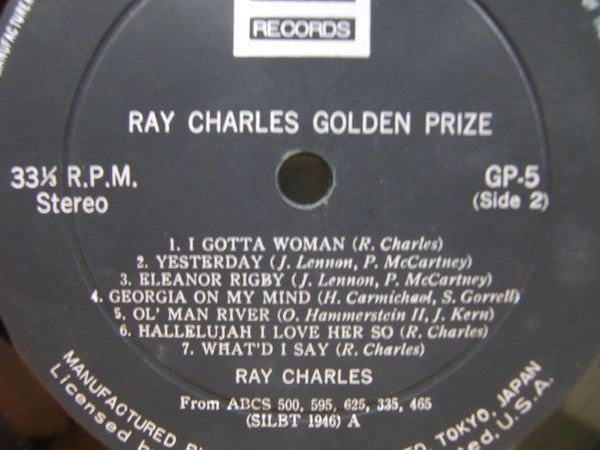 RECORDS
RAY CHARLES GOLDEN PRIZE
33⅓ R.P.M.
Stereo
GP-5
(Side 2)
1. I GOTTA WOMAN (R. Charles)
2. YESTERDAY (J. Lennon, P. McCartney)
3. ELEANOR RIGBY (J. Lennon, P. McCartney)
4. GEORGIA ON MY MIND (H. Carmichael, S. Gorrell)
5. OL' MAN RIVER (O. Hammerstein II, J. Kern)
6. HALLELUJAH I LOVE HER SO (R. Charles)
7. WHAT'D I SAY (R. Charles)
RAY CHARLES
From ABCS 500, 595, 625, 335, 465
(SILBT 1946) A
MANUFACTURED TOKYO, JAPAN
Licensed U.S.A.